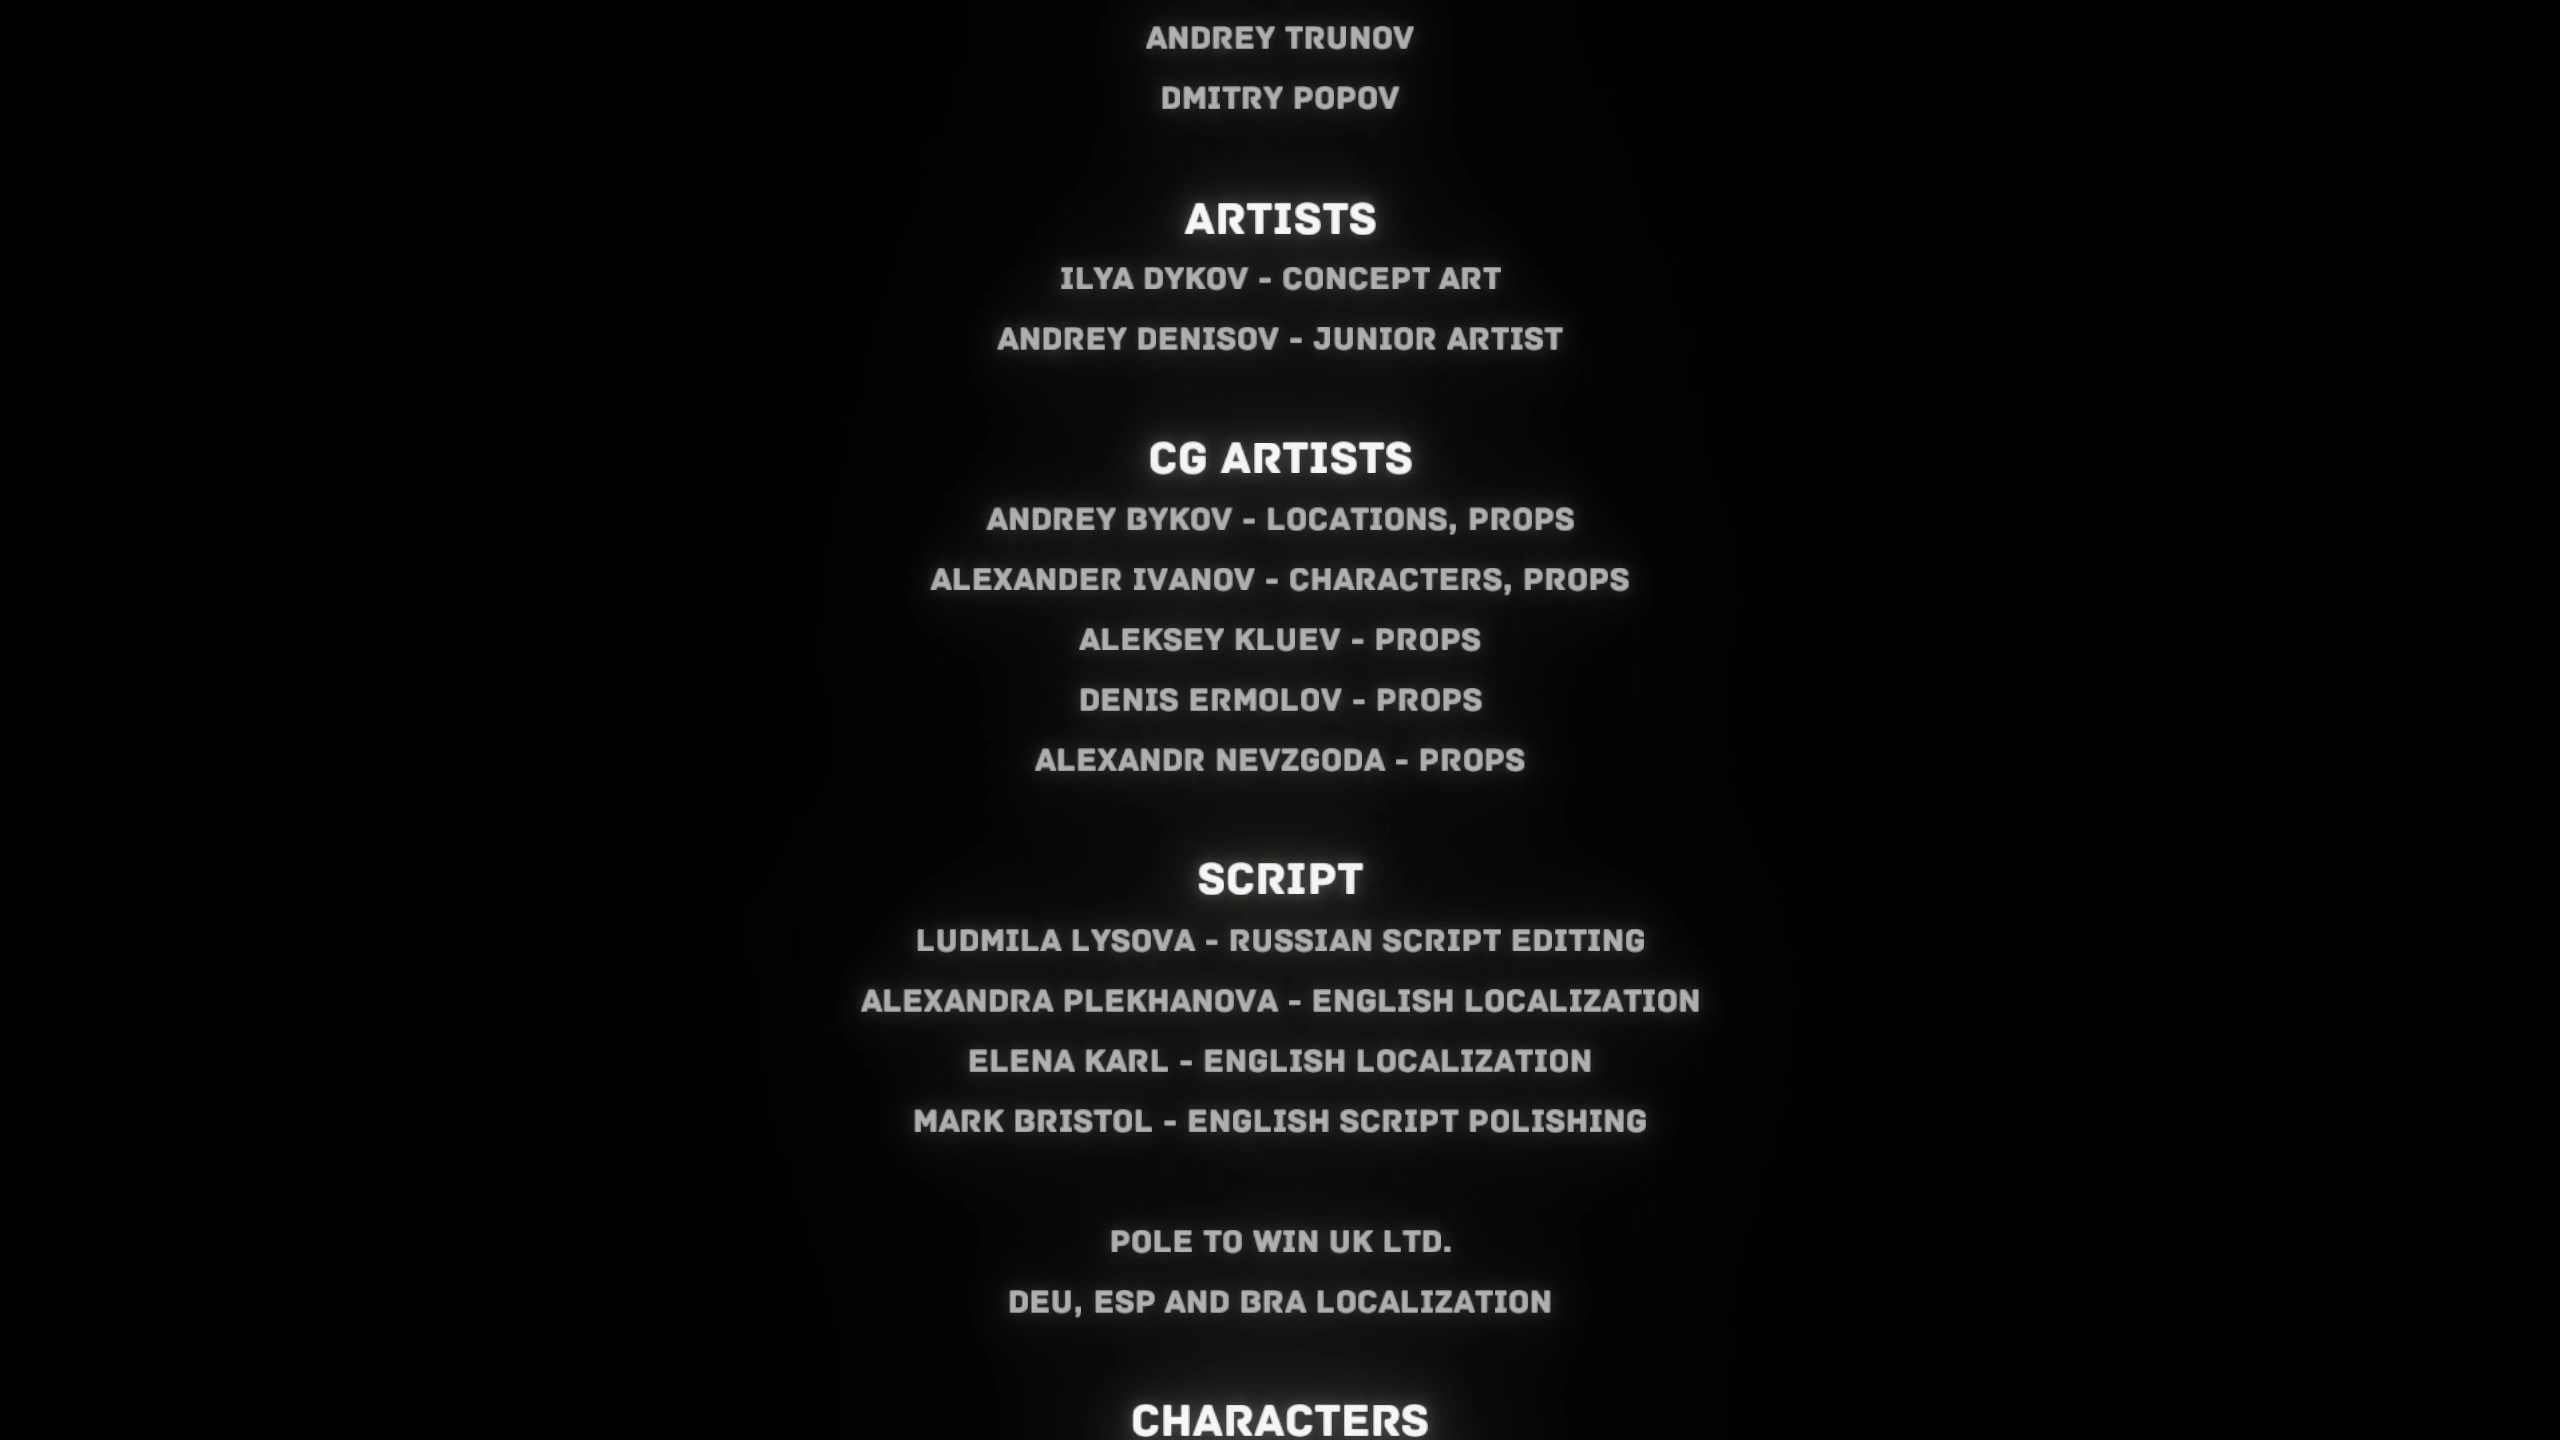 ANDREY TRUNOV
DMITRY POPOV
ARTISTS
ILYA DYKOV - CONCEPT ART
ANDREY DENISOV - JUNIOR ARTIST
CG ARTISTS
ANDREY BYKOV - LOCATIONS, PROPS
ALEXANDER IVANOV - CHARACTERS, PROPS
ALEKSEY KLUEV - PROPS
DENIS ERMOLOV - PROPS
ALEXANDR NEVZGODA - PROPS
SCRIPT
LUDMILA LYSOVA - RUSSIAN SCRIPT EDITING
ALEXANDRA PLEKHANOVA - ENGLISH LOCALIZATION
ELENA KARL - ENGLISH LOCALIZATION
MARK BRISTOL - ENGLISH SCRIPT POLISHING
POLE TO WIN UK LTD.
DEU, ESP AND BRA LOCALIZATION
CHARACTERS